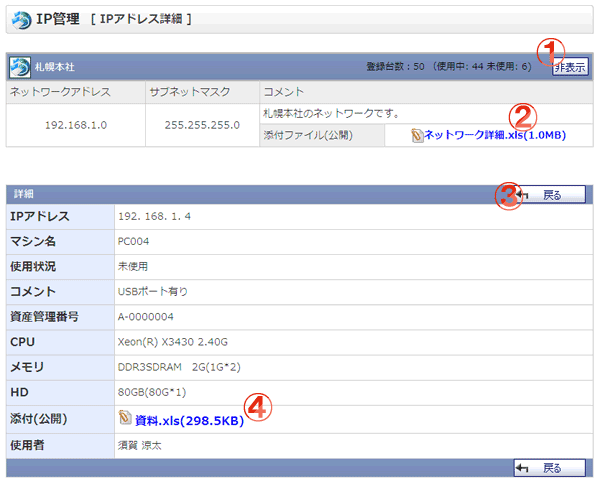 IP管理 [ IPアドレス詳細 ]
①
札幌本社 登録台数：50 （使用中: 44 未使用: 6） 非表示
ネットワークアドレス サブネットマスク コメント
192.168.1.0 255.255.255.0 札幌本社のネットワークです。
②
添付ファイル(公開) ネットワーク詳細.xls(1.0MB)
詳細 ③ 戻る
IPアドレス 192. 168. 1. 4
マシン名 PC004
使用状況 未使用
コメント USBポート有り
資産管理番号 A-0000004
CPU Xeon(R) X3430 2.40G
メモリ DDR3SDRAM 2G(1G*2)
HD 80GB(80G*1)
添付(公開) 資料.xls(298.5KB) ④
使用者 須賀 涼太
戻る